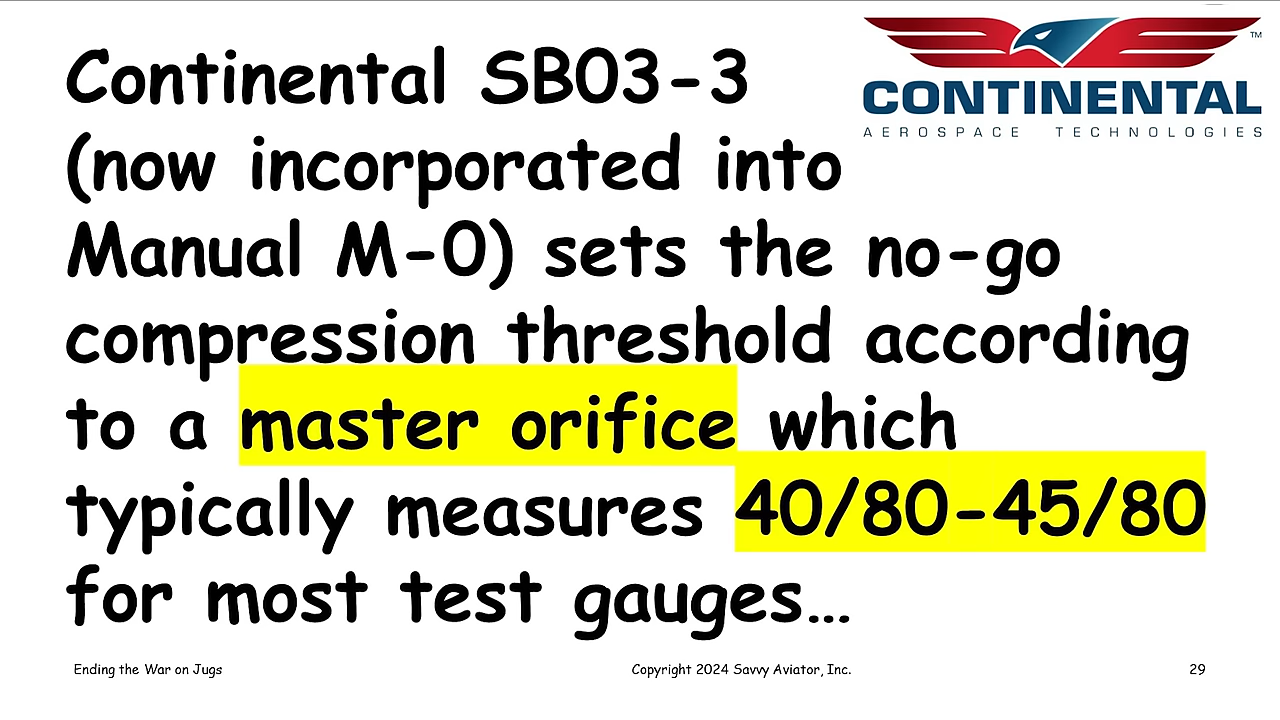 Continental SB03-3
(now incorporated into
Manual M-0) sets the no-go
compression threshold according
to a master orifice which
typically measures 40/80-45/80
for most test gauges...
CONTINENTAL™
AEROSPACE TECHNOLOGIES
Ending the War on Jugs
Copyright 2024 Savvy Aviator, Inc.
29